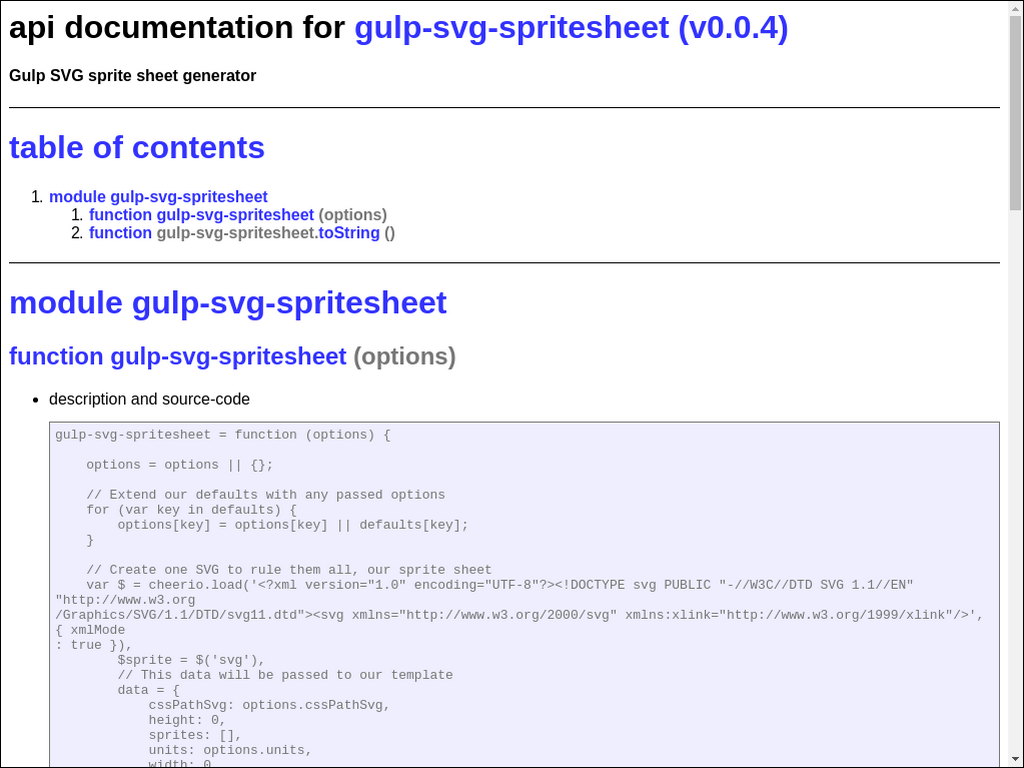 api documentation for gulp-svg-spritesheet (v0.0.4)
Gulp SVG sprite sheet generator
table of contents
1. module gulp-svg-spritesheet
1. function gulp-svg-spritesheet (options)
2. function gulp-svg-spritesheet.toString ()
module gulp-svg-spritesheet
function gulp-svg-spritesheet (options)
• description and source-code
gulp-svg-spritesheet = function (options) {
options = options || {};
// Extend our defaults with any passed options
for (var key in defaults) {
options[key] = options[key] || defaults[key];
}
// Create one SVG to rule them all, our sprite sheet
var $ = cheerio.load('<?xml version="1.0" encoding="UTF-8"?><!DOCTYPE svg PUBLIC "-//W3C//DTD SVG 1.1//EN"
"http://www.w3.org
/Graphics/SVG/1.1/DTD/svg11.dtd"><svg xmlns="http://www.w3.org/2000/svg" xmlns:xlink="http://www.w3.org/1999/xlink"/>',
{ xmlMode
: true }),
$sprite = $('svg'),
// This data will be passed to our template
data = {
cssPathSvg: options.cssPathSvg,
height: 0,
sprites: [],
units: options.units,
width: 0